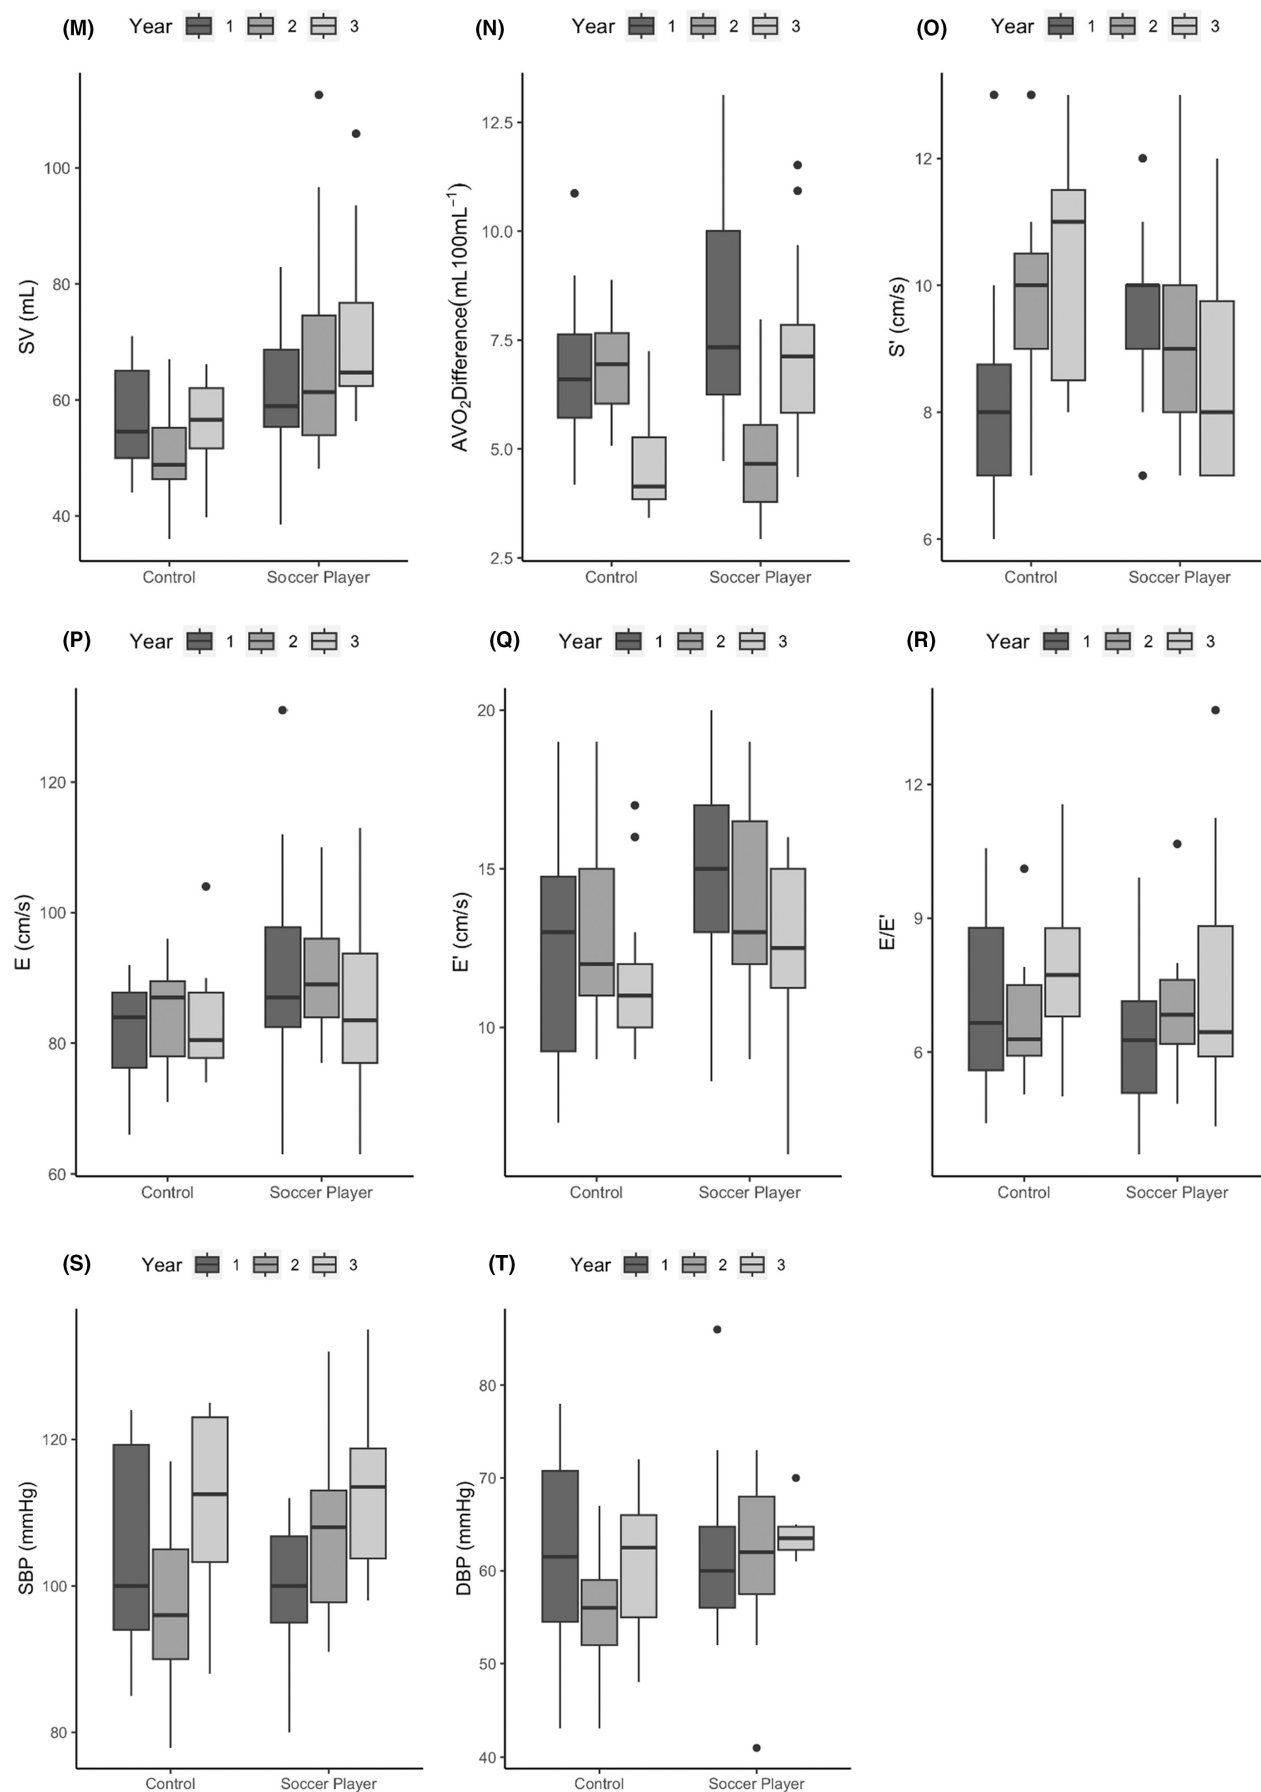 (M) Year 1 2 3
(N) Year 1 2 3
(O) Year 1 2 3
SV (mL)
100
80
60
40
Control Soccer Player
AVO₂Difference(mL100mL⁻¹)
12.5
10.0
7.5
5.0
2.5
Control Soccer Player
S' (cm/s)
12
10
8
6
Control Soccer Player
(P) Year 1 2 3
(Q) Year 1 2 3
(R) Year 1 2 3
E (cm/s)
120
100
80
60
Control Soccer Player
E' (cm/s)
20
15
10
Control Soccer Player
E/E'
12
9
6
Control Soccer Player
(S) Year 1 2 3
(T) Year 1 2 3
SBP (mmHg)
120
100
80
Control Soccer Player
DBP (mmHg)
80
70
60
50
40
Control Soccer Player